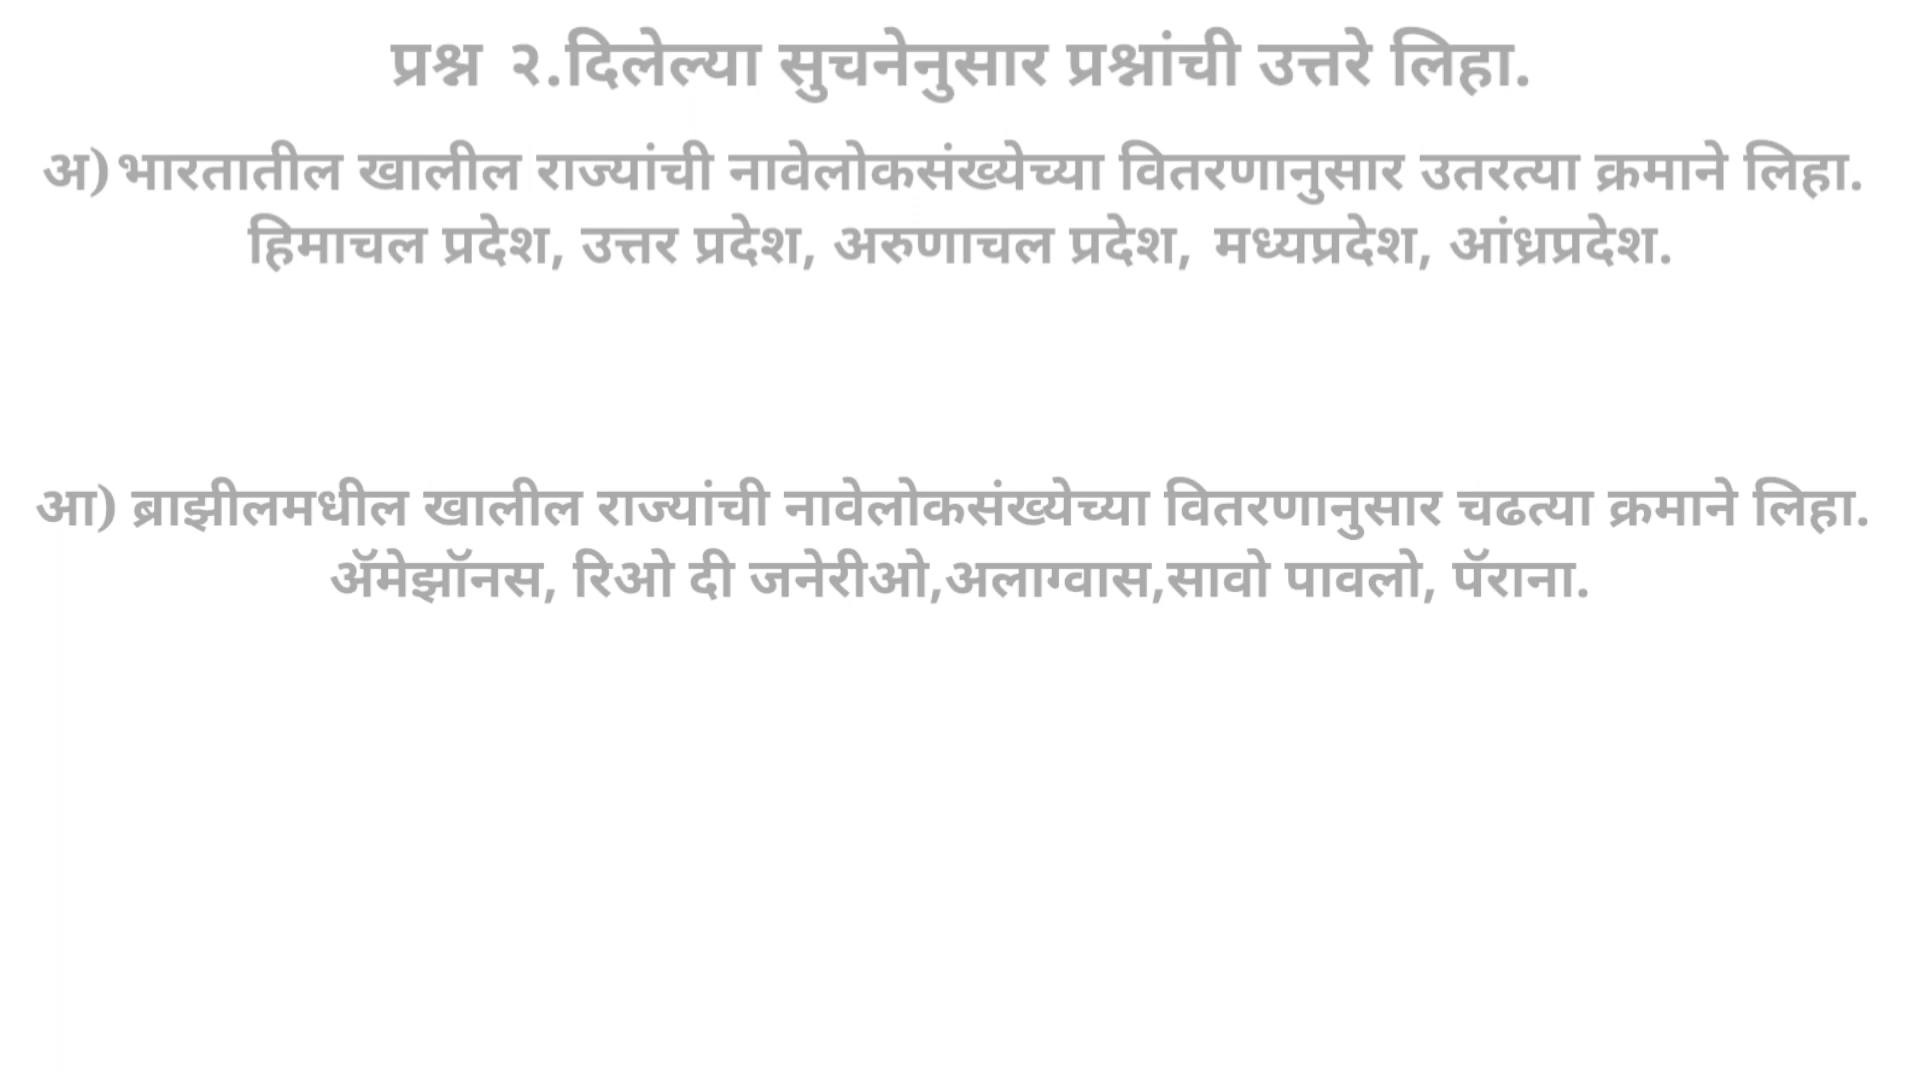 प्रश्न २.दिलेल्या सुचनेनुसार प्रश्नांची उत्तरे लिहा.
अ) भारतातील खालील राज्यांची नावेलोकसंख्येच्या वितरणानुसार उतरत्या क्रमाने लिहा.
हिमाचल प्रदेश, उत्तर प्रदेश, अरुणाचल प्रदेश, मध्यप्रदेश, आंध्रप्रदेश.
आ) ब्राझीलमधील खालील राज्यांची नावेलोकसंख्येच्या वितरणानुसार चढत्या क्रमाने लिहा.
ॲमेझॉनस, रिओ दी जनेरीओ,अलाग्वास,सावो पावलो, पॅराना.